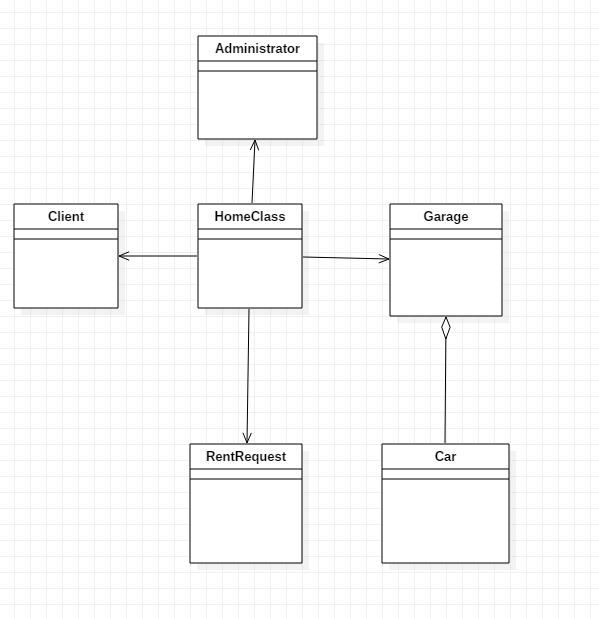 Administrator
Client
HomeClass
Garage
RentRequest
Car